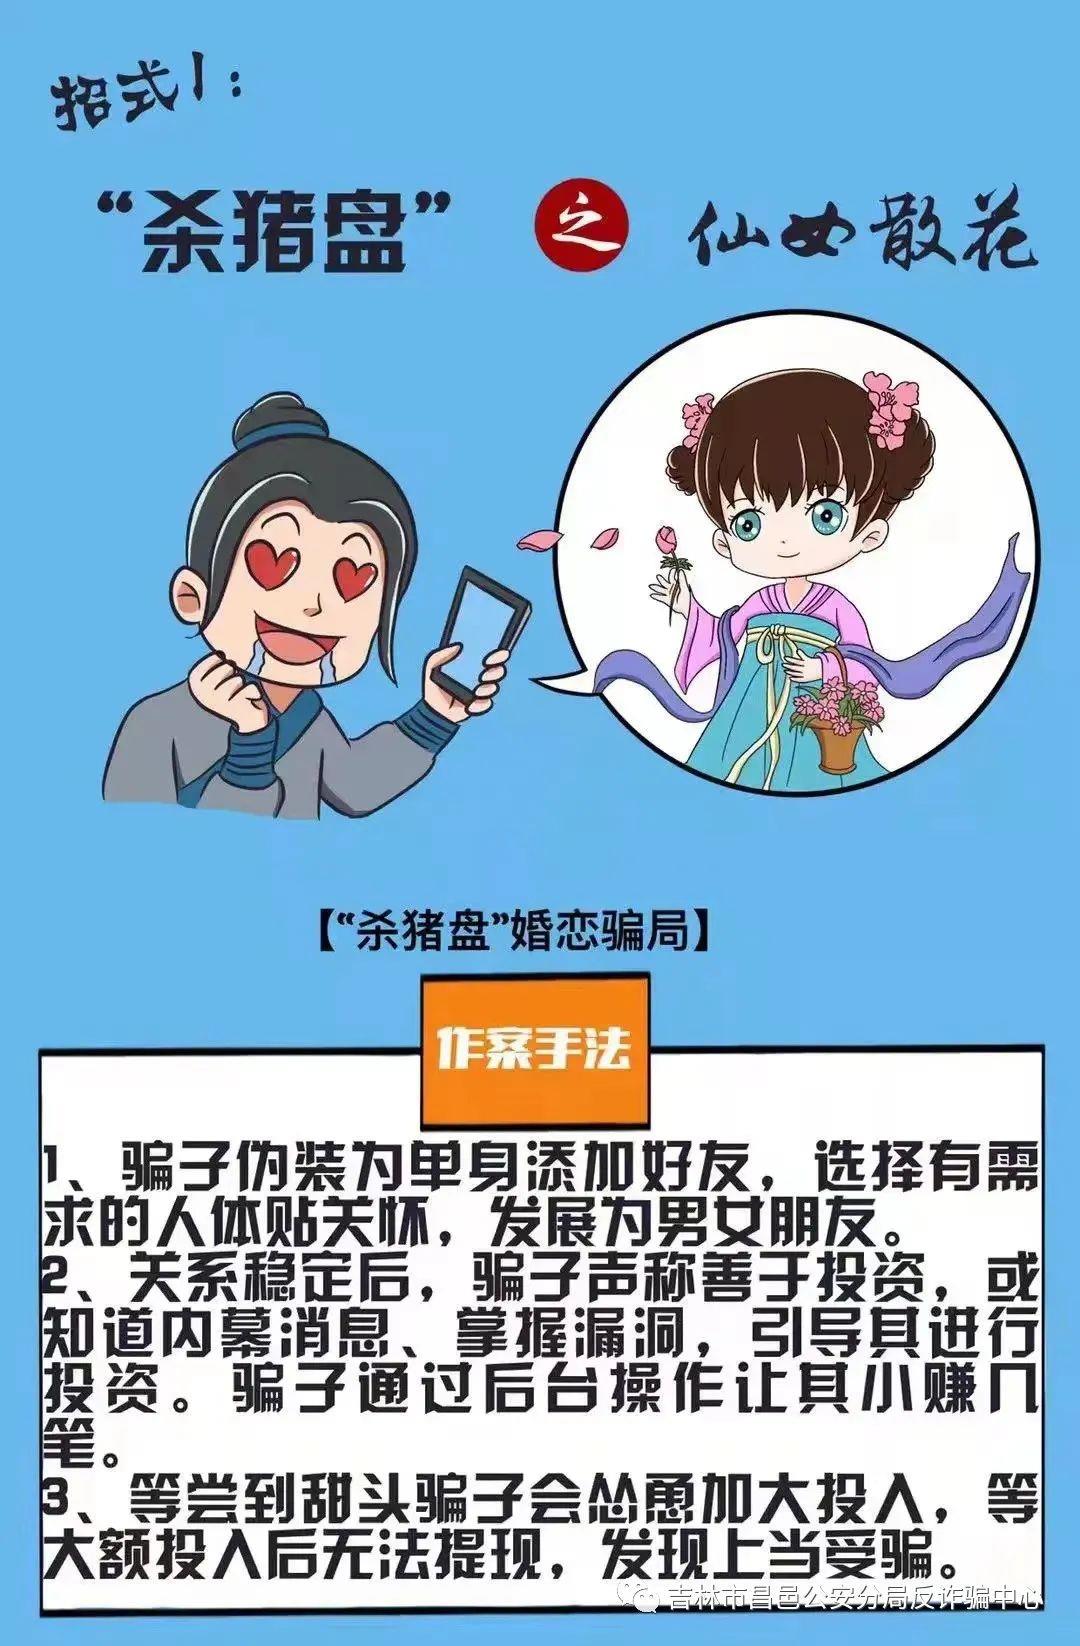 招式1：
“杀猪盘” 之 仙女散花
【“杀猪盘”婚恋骗局】
作案手法
1、骗子伪装为单身添加好友，选择有需
求的人体贴关怀，发展为男女朋友。
2、关系稳定后，骗子声称善于投资，或
知道内幕消息、掌握漏洞，引导其进行
投资。骗子通过后台操作让其小赚几
笔。
3、等尝到甜头骗子会怂恿加大投入，等
大额投入后无法提现，发现上当受骗。
吉林市昌邑公安分局反诈骗中心